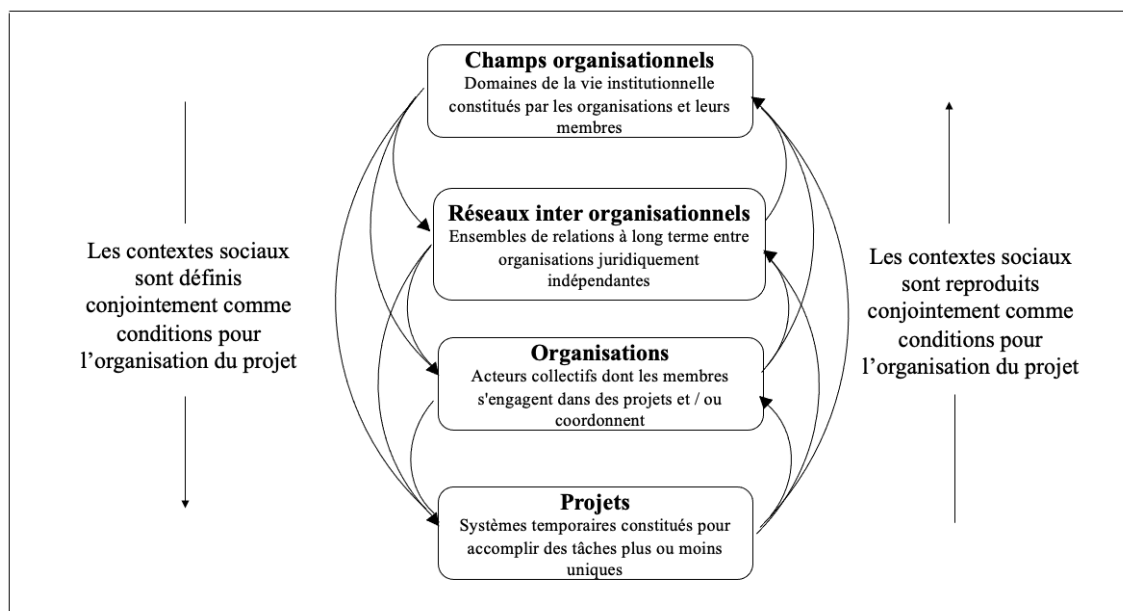 Champs organisationnels
Domaines de la vie institutionnelle
constitués par les organisations et leurs
membres
Réseaux inter organisationnels
Ensembles de relations à long terme entre
organisations juridiquement
indépendantes
Les contextes sociaux
sont définis
conjointement comme
conditions pour
l’organisation du projet
Les contextes sociaux
sont reproduits
conjointement comme
conditions pour
l’organisation du projet
Organisations
Acteurs collectifs dont les membres
s'engagent dans des projets et / ou
coordonnent
Projets
Systèmes temporaires constitués pour
accomplir des tâches plus ou moins
uniques